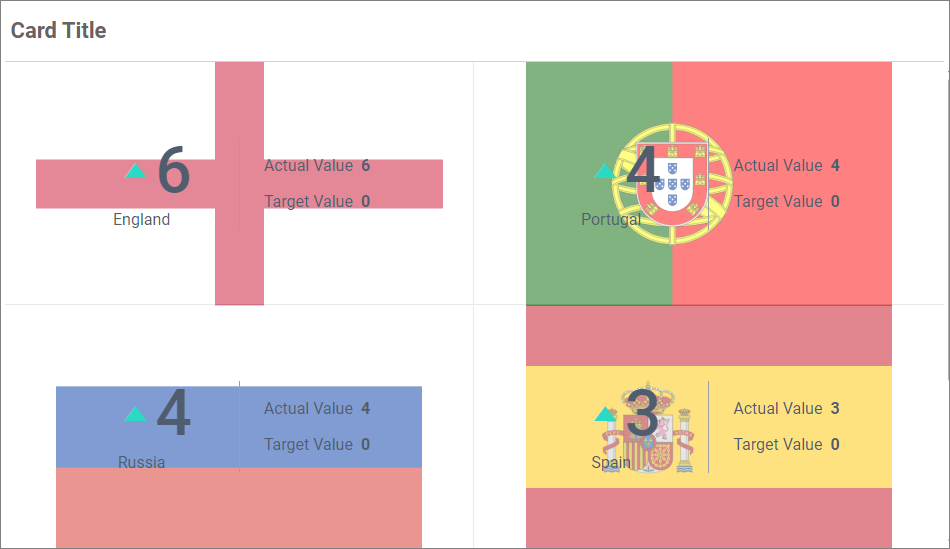 Card Title
6
Actual Value 6
Target Value 0
England
4
Actual Value 4
Target Value 0
Portugal
4
Actual Value 4
Target Value 0
Russia
3
Actual Value 3
Target Value 0
Spain